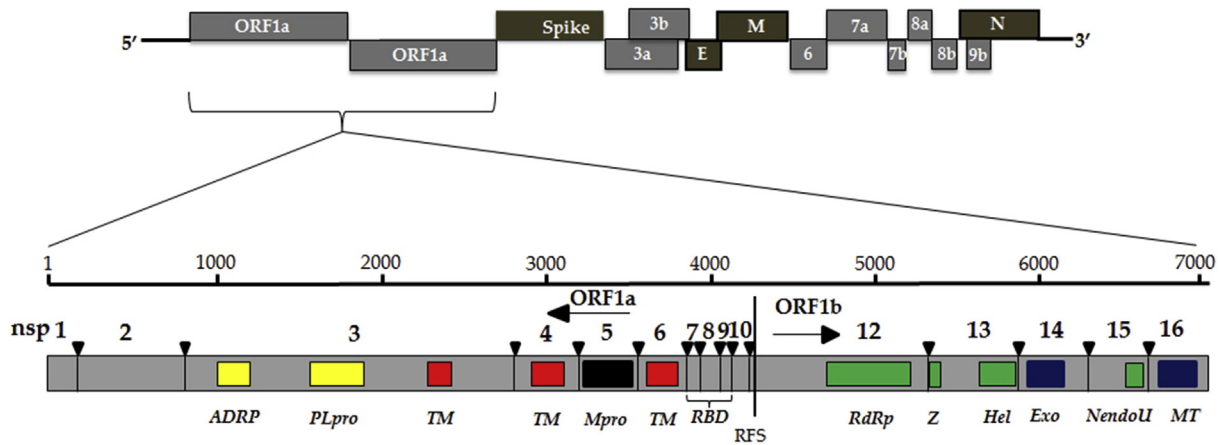 ORF1a Spike 3b M 7a 8a N
5′ 3′
ORF1a 3a E 6 7b 8b 9b
1 1000 2000 3000 4000 5000 6000 7000
ORF1a ORF1b
nsp 1 2 3 4 5 6 7 8 9 10 12 13 14 15 16
ADRP PLpro TM TM Mpro TM RBD RdRp Z Hel Exo NendoU MT
RFS